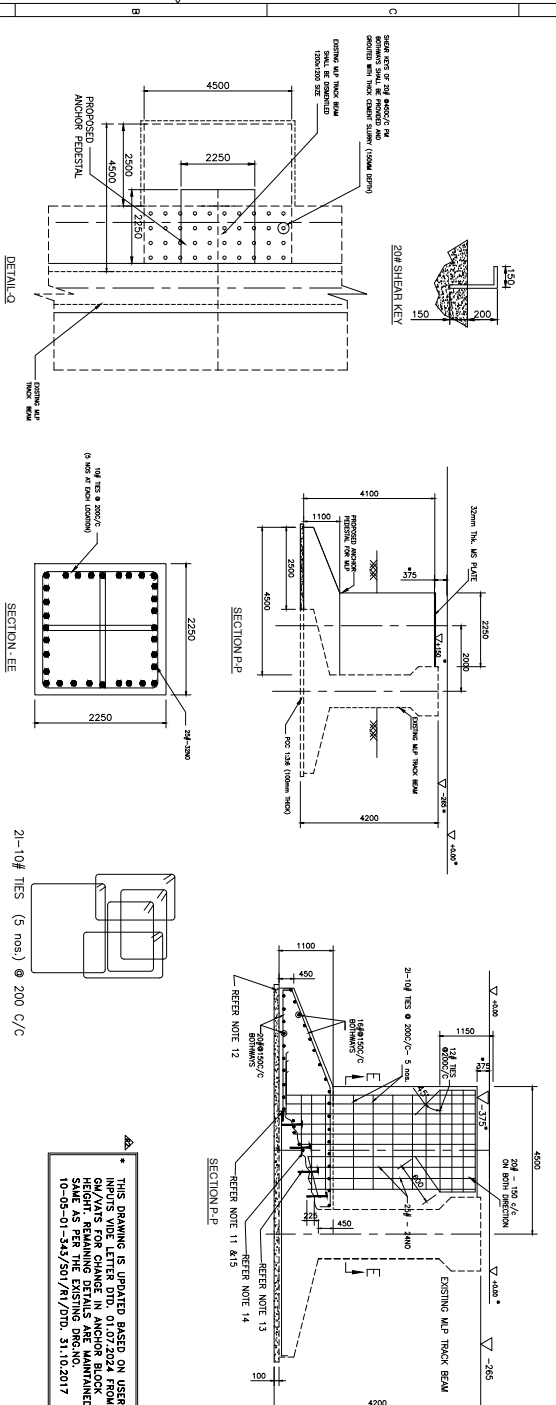 B
C
SHEAR KEYS OF 20# @450C/C PM
BOTHWAYS SHALL BE PROVIDED AND
GROUTED WITH THICK CEMENT SLURRY (150MM DEPTH)
EXISTING MLP TRACK BEAM
SHALL BE DISMENTLED
1200x1200 SIZE
4500
2500
4500
2250
2250
PROPOSED
ANCHOR PEDESTAL
DETAIL-Q
EXISTING MLP
TRACK BEAM
150
200
150
20# SHEAR KEY
32mm Thk. MS PLATE
4100
1100
375
2250
PROPOSED ANCHOR
PEDESTAL FOR MLP
2500
4500
+150
2000
EXISTING MLP TRACK BEAM
PCC 1:3:6 (100mm THICK)
4200
-265*
+0.00*
SECTION P-P
10# TIES @ 200C/C
(5 NOS AT EACH LOCATION)
2250
2250
25#-32NO
SECTION - EE
21-10# TIES (5 nos.) @ 200 C/C
+0.00
1150
375
-375*
4500
+0.00*
-265
12# TIES
@200C/C
20# - 150 c/c
ON BOTH DIRECTION
21-10# TIES @ 200C/C- 5 nos.
E
E
1100
450
16#@150C/C
BOTHWAYS
20#@150C/C
BOTHWAYS
600
25# - 24NO
225
450
EXISTING MLP TRACK BEAM
4200
100
REFER NOTE 12
REFER NOTE 11 &15
REFER NOTE 14
REFER NOTE 13
SECTION P-P
* THIS DRAWING IS UPDATED BASED ON USER
INPUTS VIDE LETTER DTD. 01.07.2024 FROM
GM/VATS FOR CHANGE IN ANCHOR BLOCK
HEIGHT. REMAINING DETAILS ARE MAINTAINED
SAME AS PER THE EXISTING DRG.NO.
10-05-01-343/S01/R1/DTD. 31.10.2017